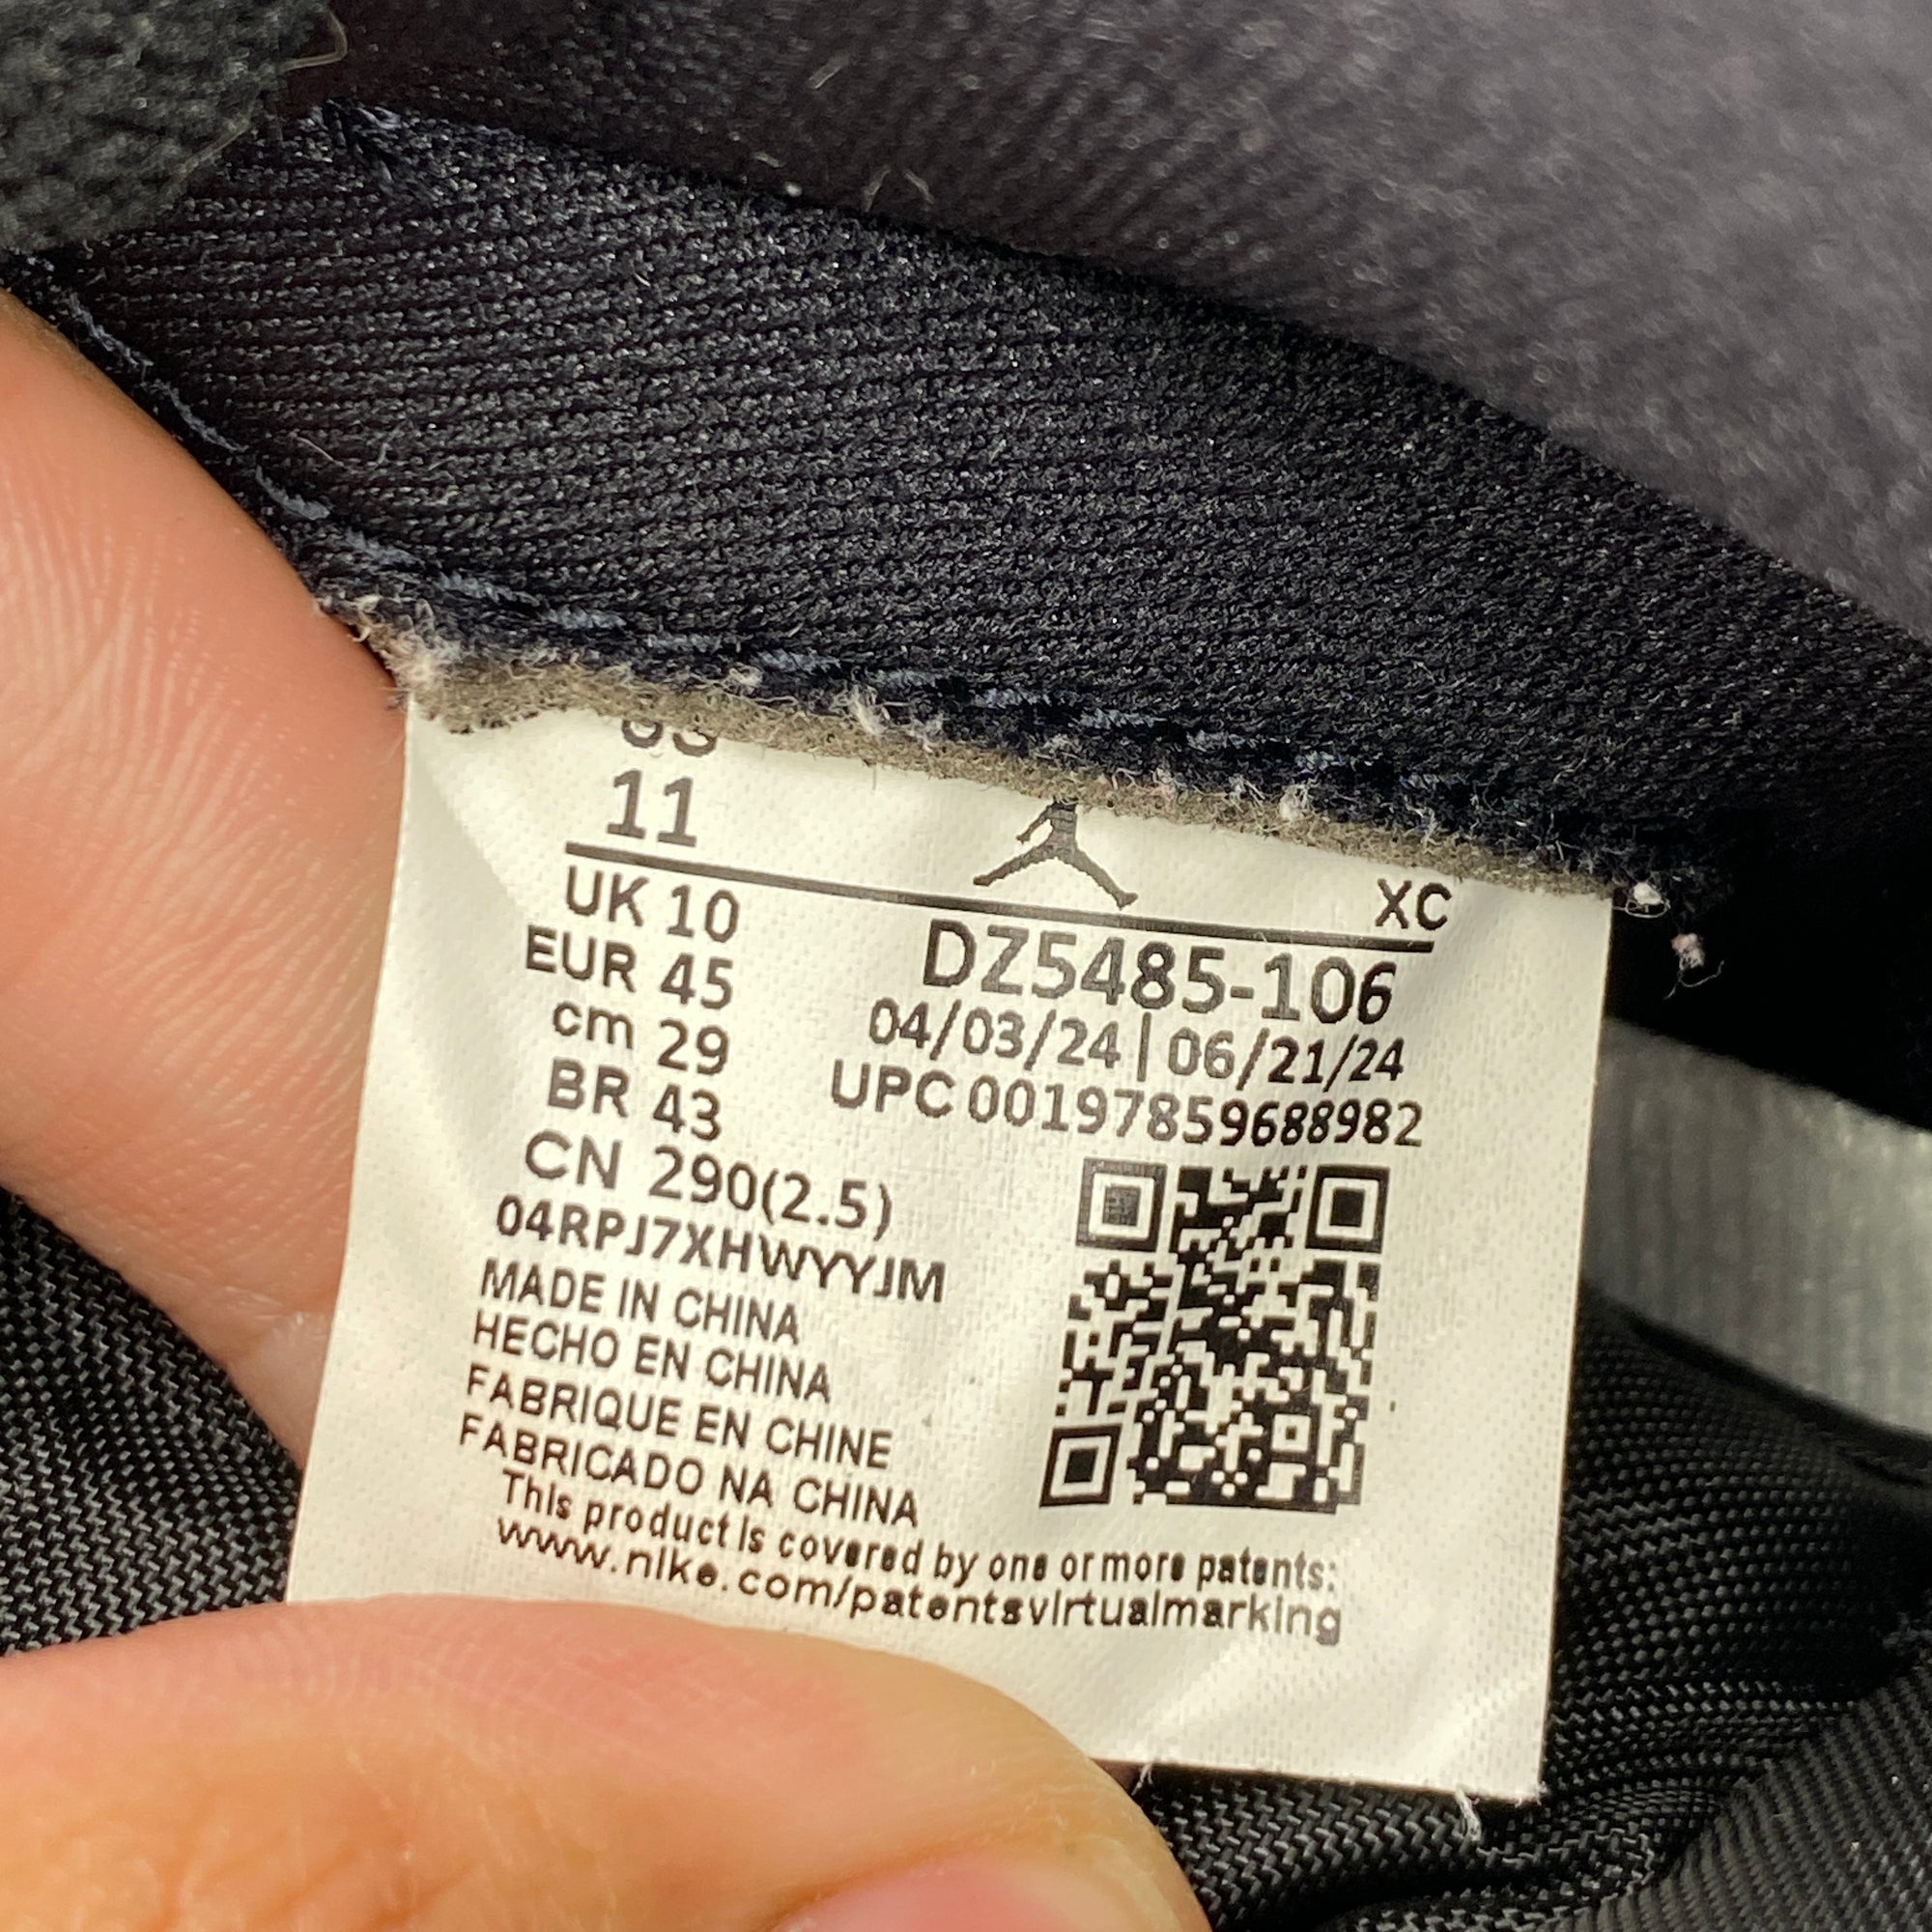 US
11
XC
UK 10
EUR 45
cm 29
BR 43
CN 290(2.5)
DZ5485-106
04/03/24 | 06/21/24
UPC 00197859688982
04RPJ7XHWYYJM
MADE IN CHINA
HECHO EN CHINA
FABRIQUE EN CHINE
FABRICADO NA CHINA
This product is covered by one or more patents:
www.nike.com/patentsvirtualmarking